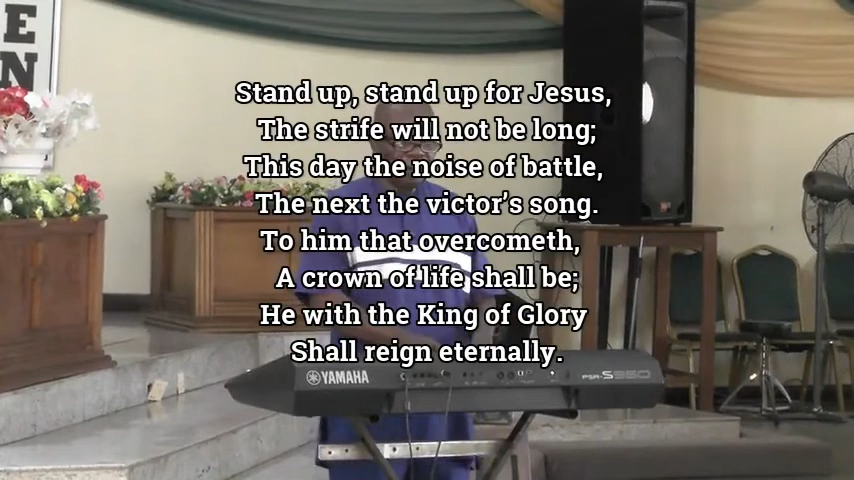 E
N
Stand up, stand up for Jesus,
The strife will not be long;
This day the noise of battle,
The next the victor's song.
To him that overcometh,
A crown of life shall be;
He with the King of Glory
Shall reign eternally.
YAMAHA PSR-S950